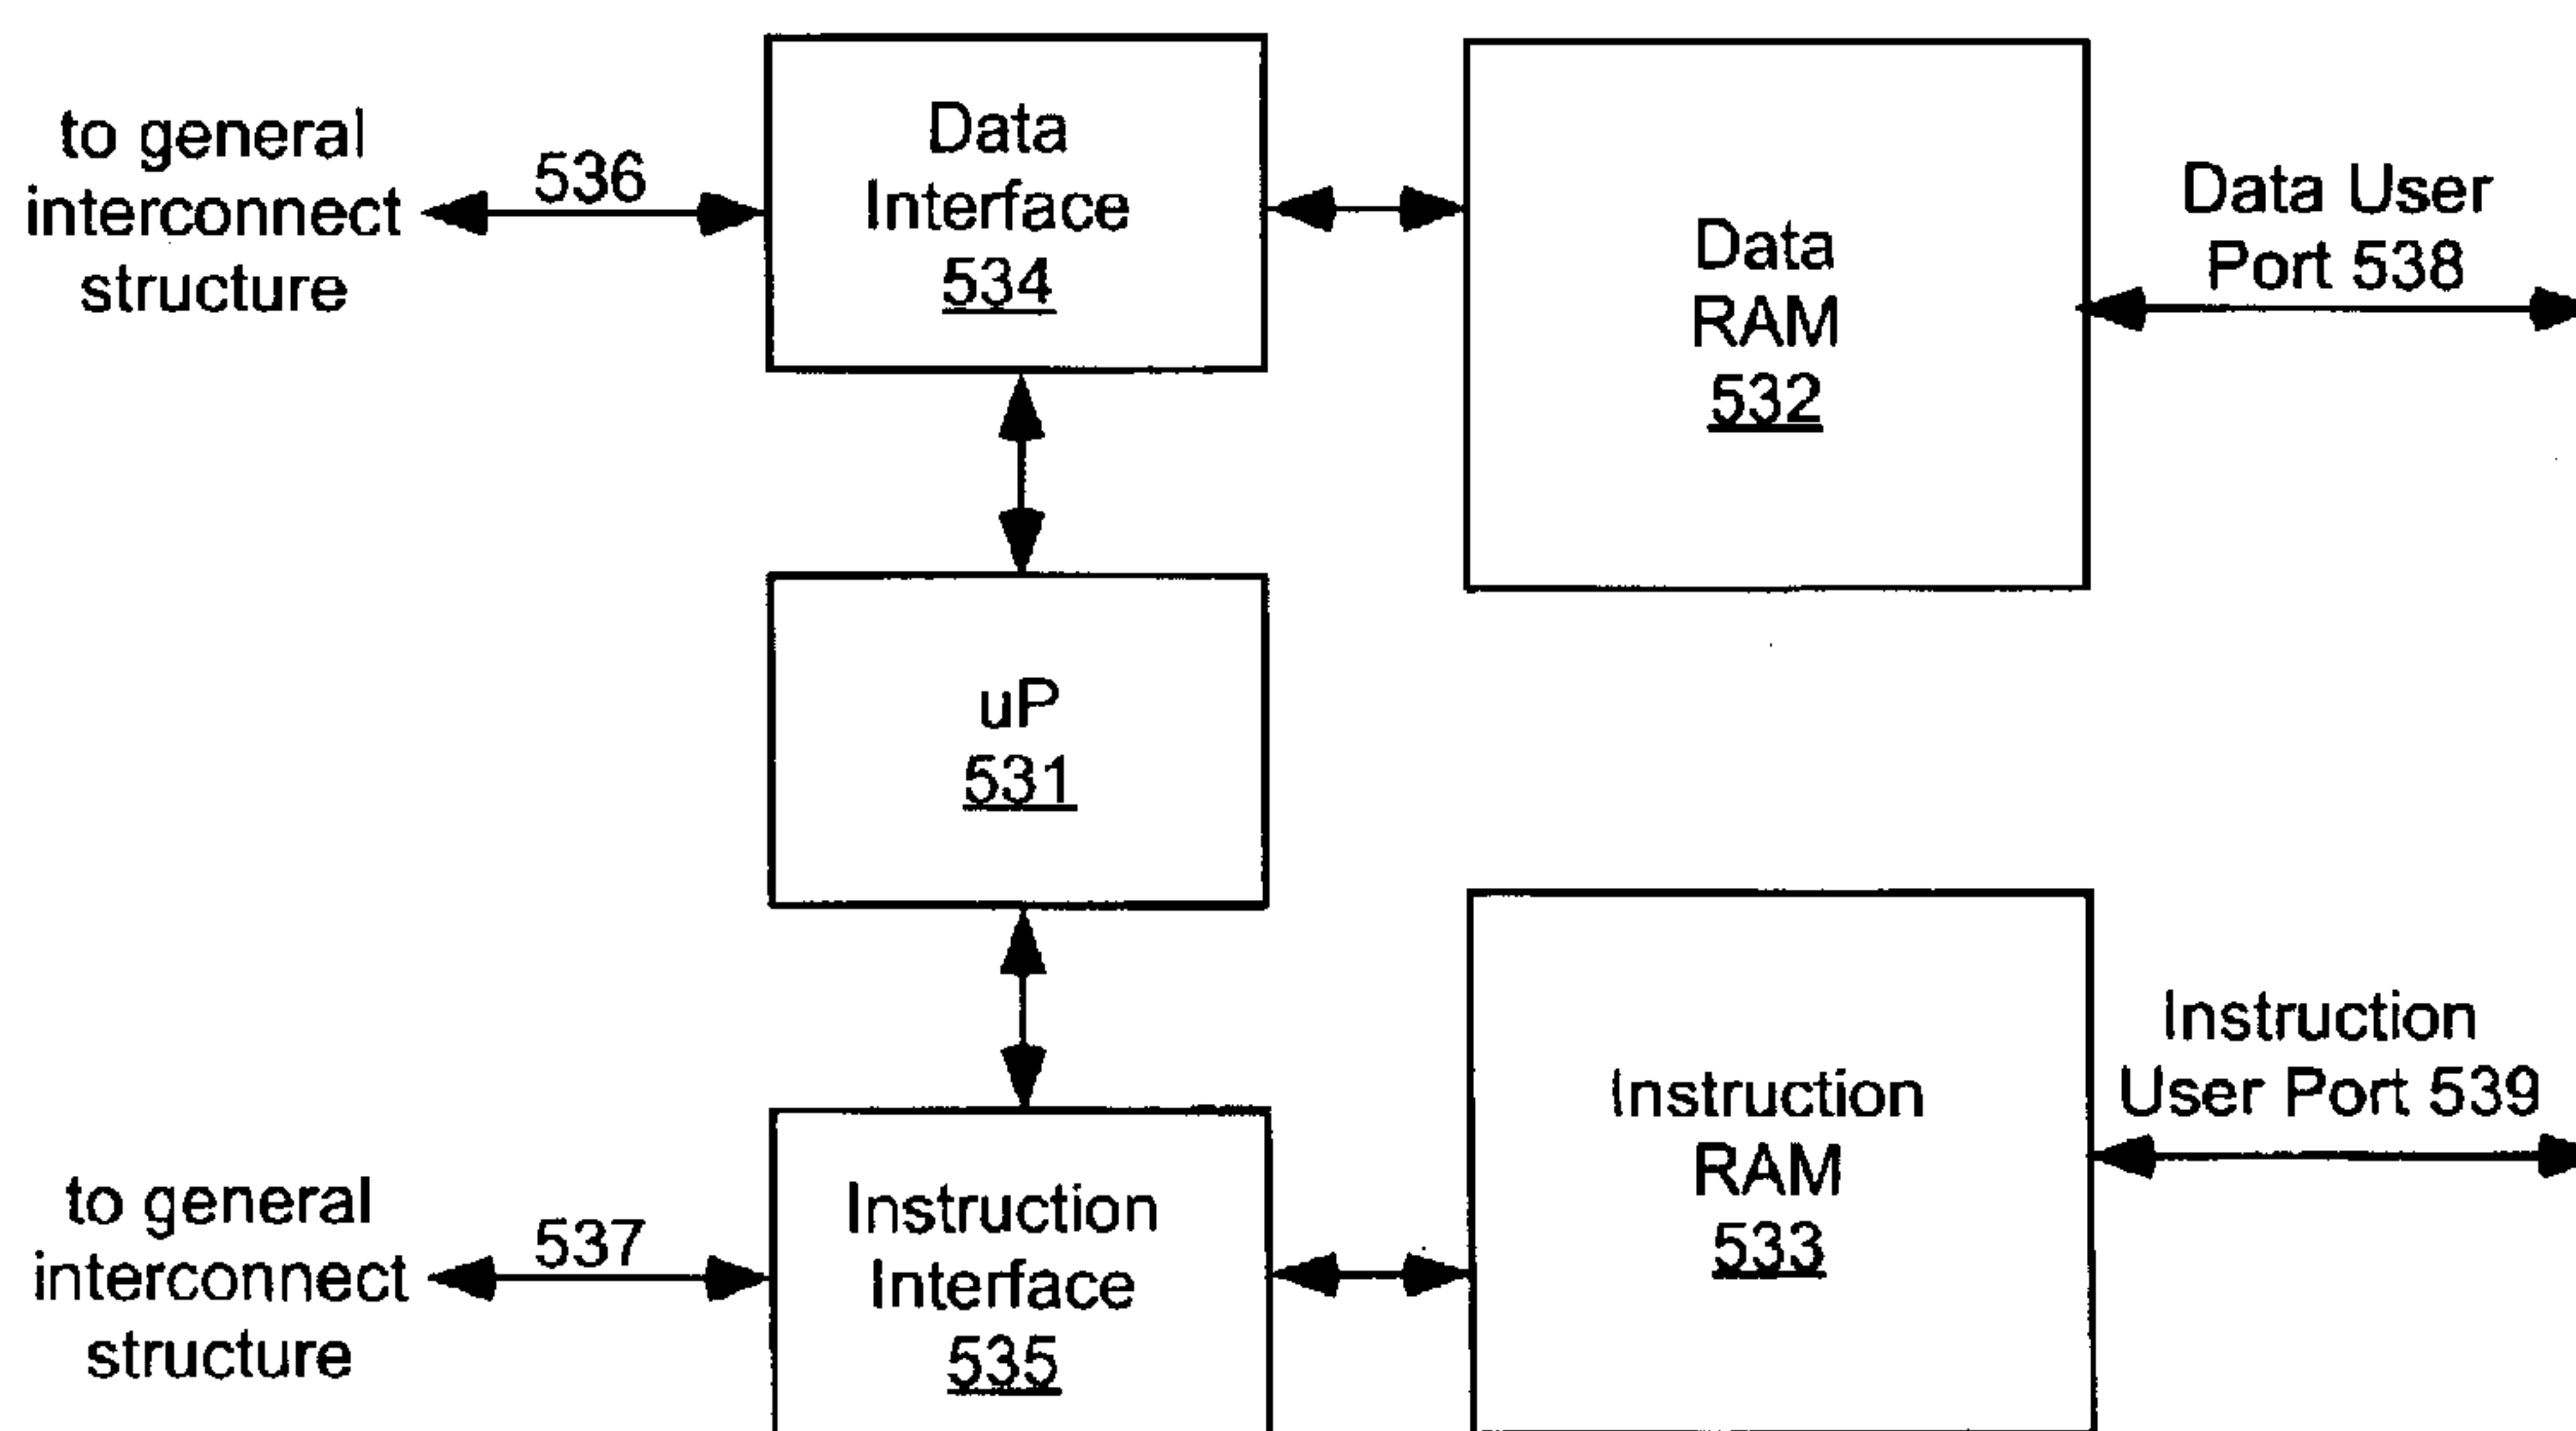 to general
interconnect
structure
536
Data
Interface
534
Data
RAM
532
Data User
Port 538
uP
531
to general
interconnect
structure
537
Instruction
Interface
535
Instruction
RAM
533
Instruction
User Port 539